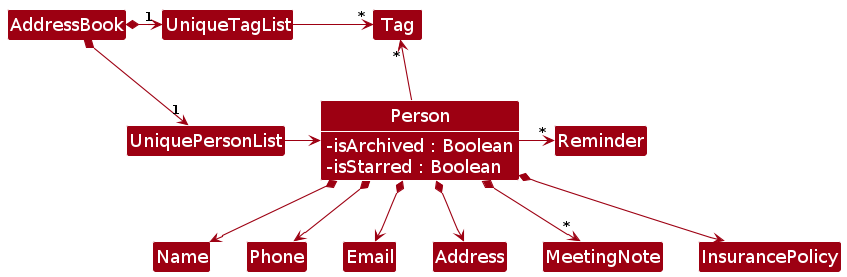 AddressBook 1 UniqueTagList * Tag
*
1
Person
UniquePersonList
-isArchived : Boolean
-isStarred : Boolean
* Reminder
*
Name Phone Email Address MeetingNote InsurancePolicy